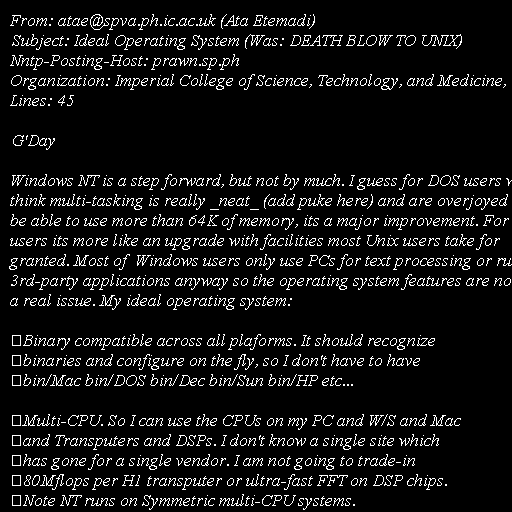 From: atae@spva.ph.ic.ac.uk (Ata Etemadi)
Subject: Ideal Operating System (Was: DEATH BLOW TO UNIX)
Nntp-Posting-Host: prawn.sp.ph
Organization: Imperial College of Science, Technology, and Medicine,
Lines: 45

G'Day

Windows NT is a step forward, but not by much. I guess for DOS users
think multi-tasking is really _neat_ (add puke here) and are overjoyed
be able to use more than 64K of memory, its a major improvement. For
users its more like an upgrade with facilities most Unix users take for
granted. Most of Windows users only use PCs for text processing or
3rd-party applications anyway so the operating system features are
a real issue. My ideal operating system:

Binary compatible across all plaforms. It should recognize
binaries and configure on the fly, so I don't have to have
bin/Mac bin/DOS bin/Dec bin/Sun bin/HP etc...

Multi-CPU. So I can use the CPUs on my PC and W/S and Mac
and Transputers and DSPs. I don't know a single site which
has gone for a single vendor. I am not going to trade-in
80Mflops per H1 transputer or ultra-fast FFT on DSP chips.
Note NT runs on Symmetric multi-CPU systems.